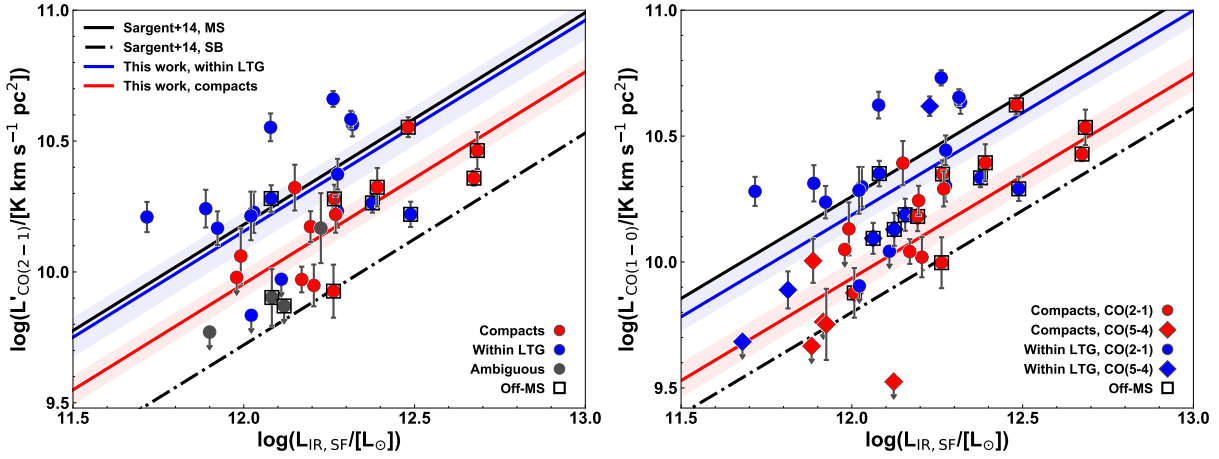 11.0
10.5
10.0
9.5
11.5
12.0
12.5
13.0
log(L'CO(2−1)/[K km s−1 pc2])
log(LIR, SF/[L⊙])
Sargent+14, MS
Sargent+14, SB
This work, within LTG
This work, compacts
Compacts
Within LTG
Ambiguous
Off-MS
11.0
10.5
10.0
9.5
11.5
12.0
12.5
13.0
log(L'CO(1−0)/[K km s−1 pc2])
log(LIR, SF/[L⊙])
Compacts, CO(2-1)
Compacts, CO(5-4)
Within LTG, CO(2-1)
Within LTG, CO(5-4)
Off-MS